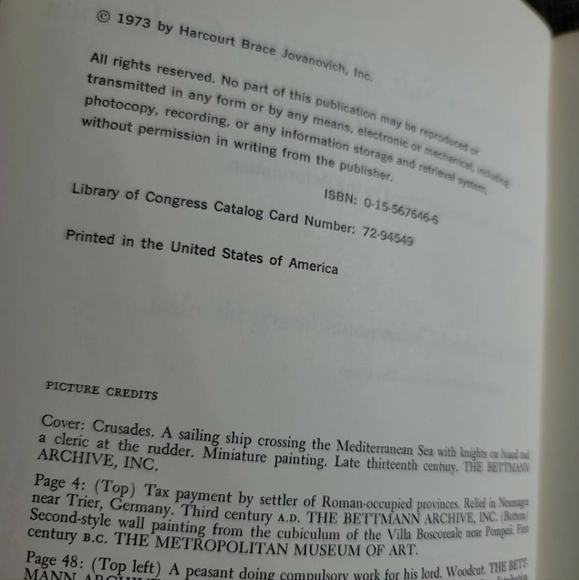 © 1973 by Harcourt Brace Jovanovich, Inc.
All rights reserved. No part of this publication may be reproduced or
transmitted in any form or by any means, electronic or mechanical, including
photocopy, recording, or any information storage and retrieval system,
without permission in writing from the publisher.
ISBN: 0-15-567646-6
Library of Congress Catalog Card Number: 72-94549
Printed in the United States of America
PICTURE CREDITS
Cover: Crusades. A sailing ship crossing the Mediterranean Sea with knights on board and
a cleric at the rudder. Miniature painting. Late thirteenth century. THE BETTMANN
ARCHIVE, INC.
Page 4: (Top) Tax payment by settler of Roman-occupied provinces. Relief in Neumagen
near Trier, Germany. Third century A.D. THE BETTMANN ARCHIVE, INC. (Bottom)
Second-style wall painting from the cubiculum of the Villa Boscoreale near Pompeii. First
century B.C. THE METROPOLITAN MUSEUM OF ART.
Page 48: (Top left) A peasant doing compulsory work for his lord. Woodcut. THE BETT-
MANN